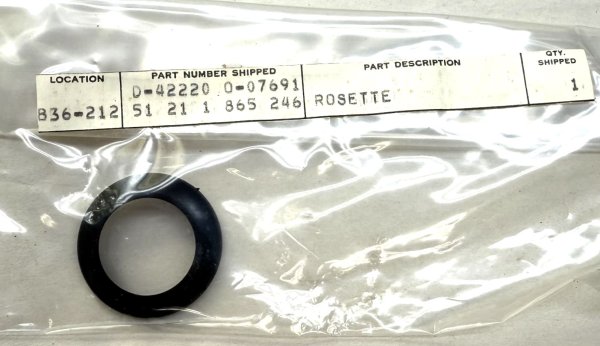 LOCATION PART NUMBER SHIPPED PART DESCRIPTION QTY. SHIPPED
D-42220 0-07691
836-212 51 21 1 865 246 ROSETTE 1